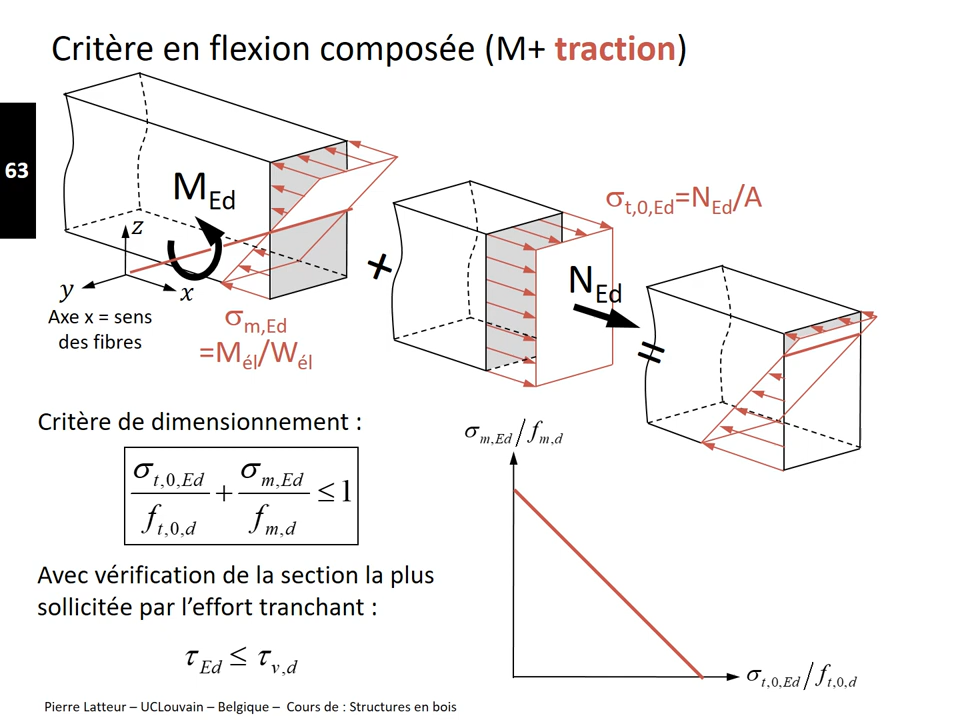 Critère en flexion composée (M+ traction)
63
M_Ed
z
y
x
Axe x = sens
des fibres
σ_m,Ed
=M_él/W_él
+
σ_t,0,Ed=N_Ed/A
N_Ed
=
Critère de dimensionnement :
σ_t,0,Ed/f_t,0,d + σ_m,Ed/f_m,d ≤ 1
Avec vérification de la section la plus
sollicitée par l’effort tranchant :
τ_Ed ≤ τ_v,d
σ_m,Ed/f_m,d
σ_t,0,Ed/f_t,0,d
Pierre Latteur – UCLouvain – Belgique – Cours de : Structures en bois